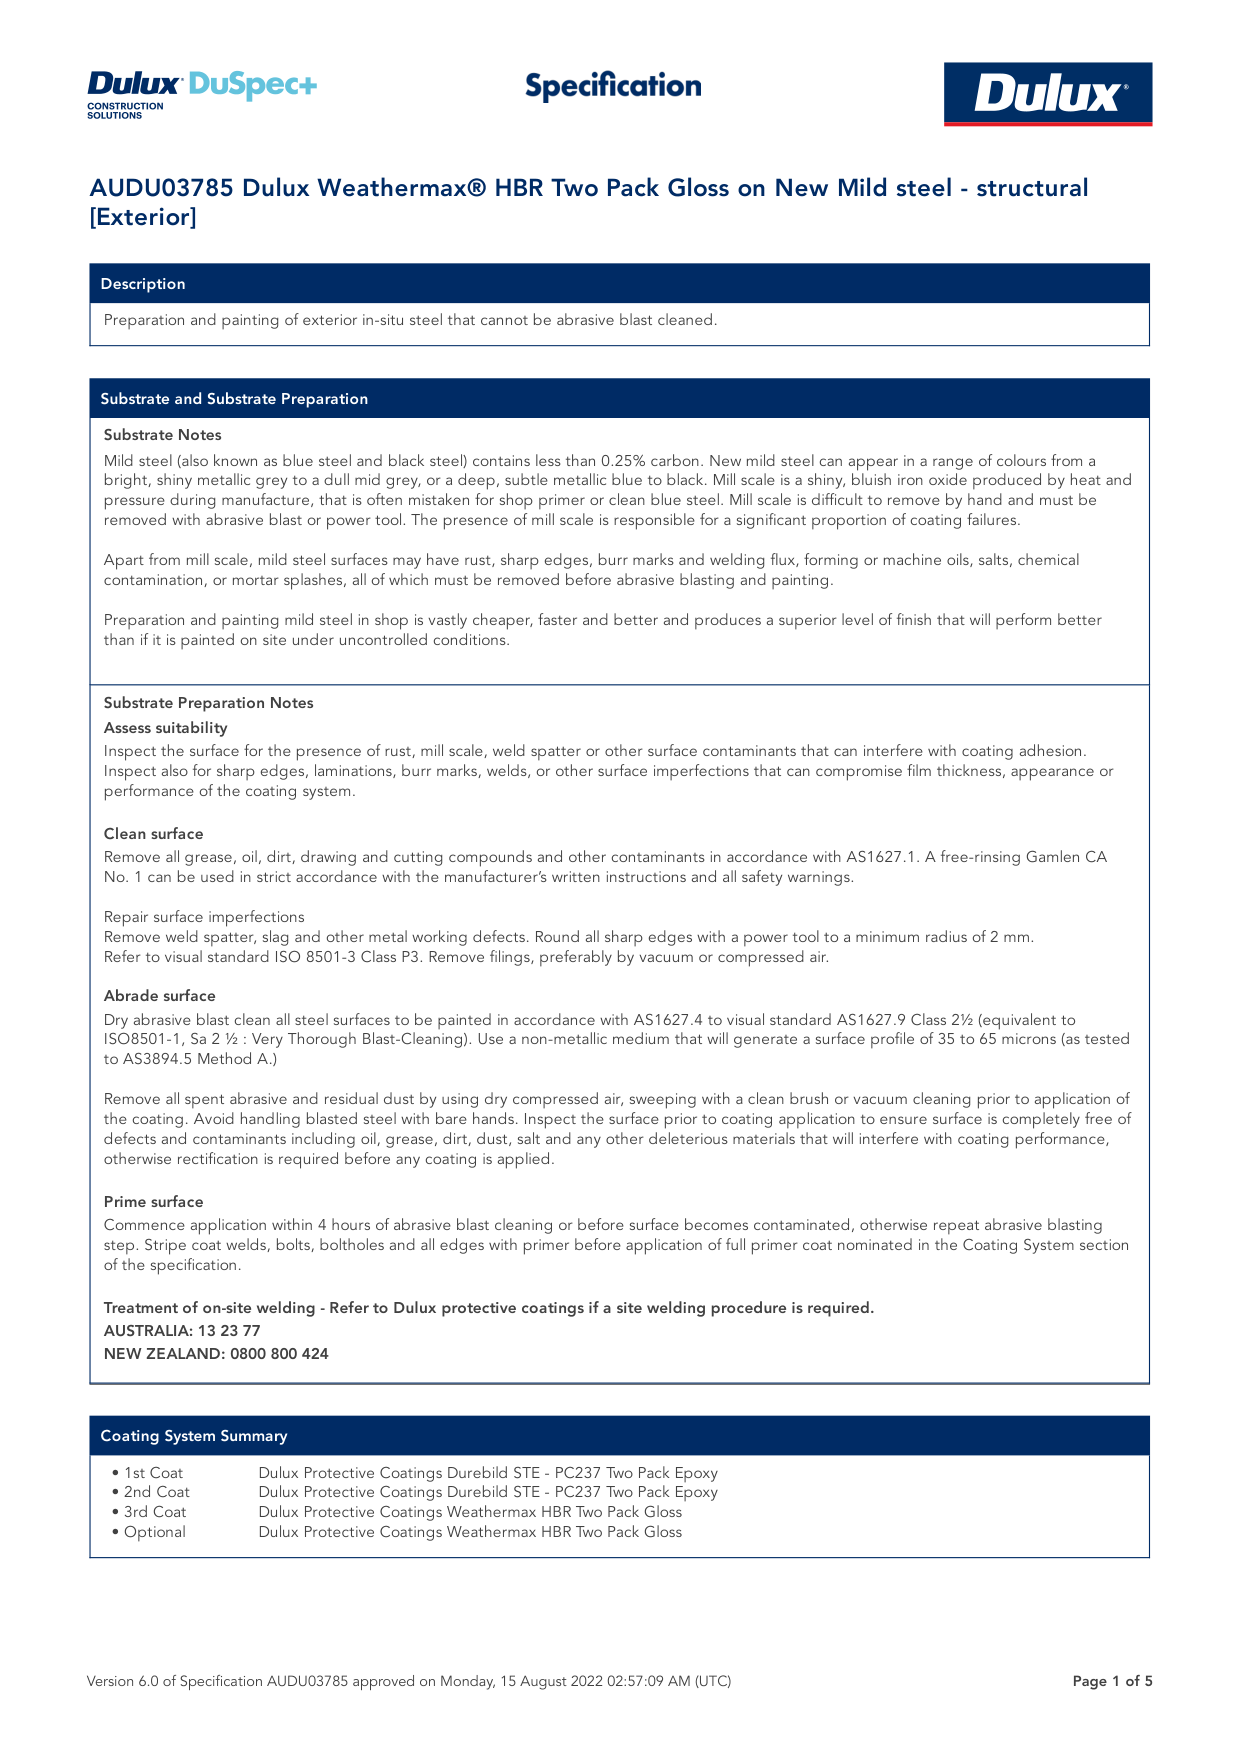 Dulux DuSpec+
CONSTRUCTION
SOLUTIONS
Specification
Dulux®
AUDU03785 Dulux Weathermax® HBR Two Pack Gloss on New Mild steel - structural
[Exterior]
Description
Preparation and painting of exterior in-situ steel that cannot be abrasive blast cleaned.
Substrate and Substrate Preparation
Substrate Notes
Mild steel (also known as blue steel and black steel) contains less than 0.25% carbon. New mild steel can appear in a range of colours from a
bright, shiny metallic grey to a dull mid grey, or a deep, subtle metallic blue to black. Mill scale is a shiny, bluish iron oxide produced by heat and
pressure during manufacture, that is often mistaken for shop primer or clean blue steel. Mill scale is difficult to remove by hand and must be
removed with abrasive blast or power tool. The presence of mill scale is responsible for a significant proportion of coating failures.
Apart from mill scale, mild steel surfaces may have rust, sharp edges, burr marks and welding flux, forming or machine oils, salts, chemical
contamination, or mortar splashes, all of which must be removed before abrasive blasting and painting.
Preparation and painting mild steel in shop is vastly cheaper, faster and better and produces a superior level of finish that will perform better
than if it is painted on site under uncontrolled conditions.
Substrate Preparation Notes
Assess suitability
Inspect the surface for the presence of rust, mill scale, weld spatter or other surface contaminants that can interfere with coating adhesion.
Inspect also for sharp edges, laminations, burr marks, welds, or other surface imperfections that can compromise film thickness, appearance or
performance of the coating system.
Clean surface
Remove all grease, oil, dirt, drawing and cutting compounds and other contaminants in accordance with AS1627.1. A free-rinsing Gamlen CA
No. 1 can be used in strict accordance with the manufacturer’s written instructions and all safety warnings.
Repair surface imperfections
Remove weld spatter, slag and other metal working defects. Round all sharp edges with a power tool to a minimum radius of 2 mm.
Refer to visual standard ISO 8501-3 Class P3. Remove filings, preferably by vacuum or compressed air.
Abrade surface
Dry abrasive blast clean all steel surfaces to be painted in accordance with AS1627.4 to visual standard AS1627.9 Class 2½ (equivalent to
ISO8501-1, Sa 2 ½ : Very Thorough Blast-Cleaning). Use a non-metallic medium that will generate a surface profile of 35 to 65 microns (as tested
to AS3894.5 Method A.)
Remove all spent abrasive and residual dust by using dry compressed air, sweeping with a clean brush or vacuum cleaning prior to application of
the coating. Avoid handling blasted steel with bare hands. Inspect the surface prior to coating application to ensure surface is completely free of
defects and contaminants including oil, grease, dirt, dust, salt and any other deleterious materials that will interfere with coating performance,
otherwise rectification is required before any coating is applied.
Prime surface
Commence application within 4 hours of abrasive blast cleaning or before surface becomes contaminated, otherwise repeat abrasive blasting
step. Stripe coat welds, bolts, boltholes and all edges with primer before application of full primer coat nominated in the Coating System section
of the specification.
Treatment of on-site welding - Refer to Dulux protective coatings if a site welding procedure is required.
AUSTRALIA: 13 23 77
NEW ZEALAND: 0800 800 424
Coating System Summary
• 1st Coat Dulux Protective Coatings Durebild STE - PC237 Two Pack Epoxy
• 2nd Coat Dulux Protective Coatings Durebild STE - PC237 Two Pack Epoxy
• 3rd Coat Dulux Protective Coatings Weathermax HBR Two Pack Gloss
• Optional Dulux Protective Coatings Weathermax HBR Two Pack Gloss
Version 6.0 of Specification AUDU03785 approved on Monday, 15 August 2022 02:57:09 AM (UTC)
Page 1 of 5